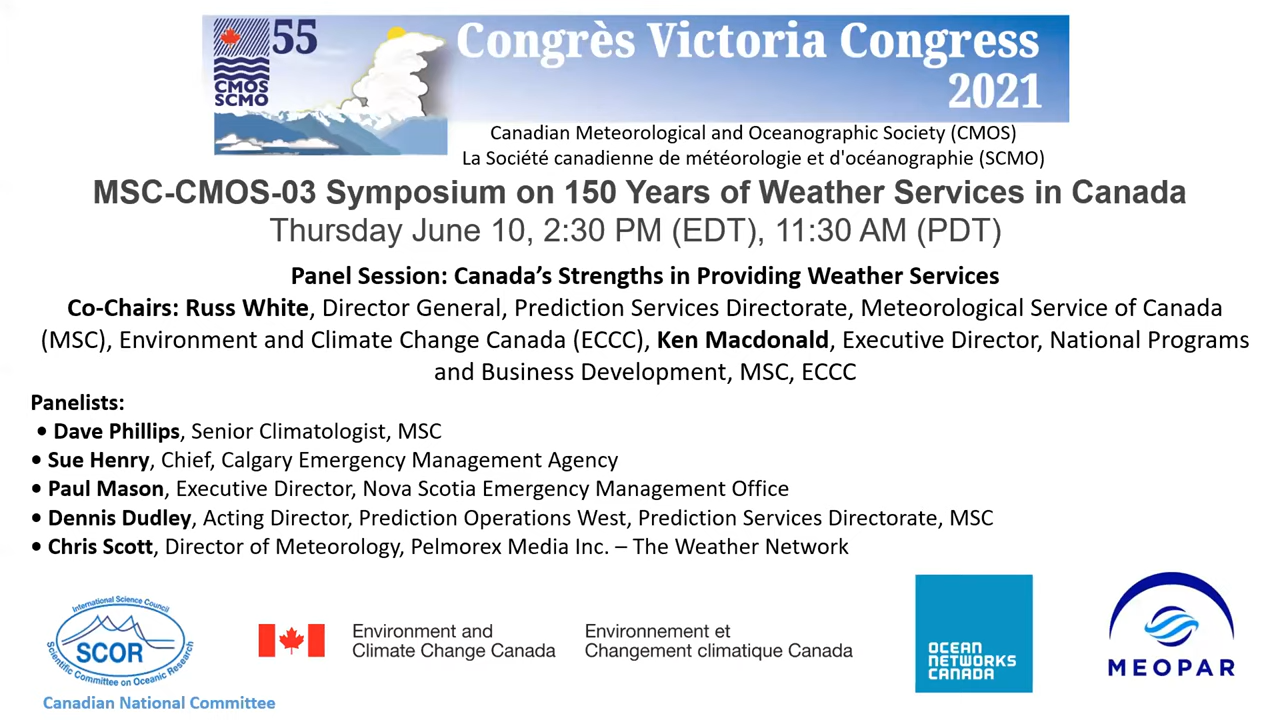 55
CMOS
SCMO
Congrès Victoria Congress
2021
Canadian Meteorological and Oceanographic Society (CMOS)
La Société canadienne de météorologie et d'océanographie (SCMO)
MSC-CMOS-03 Symposium on 150 Years of Weather Services in Canada
Thursday June 10, 2:30 PM (EDT), 11:30 AM (PDT)
Panel Session: Canada’s Strengths in Providing Weather Services
Co-Chairs: Russ White, Director General, Prediction Services Directorate, Meteorological Service of Canada
(MSC), Environment and Climate Change Canada (ECCC), Ken Macdonald, Executive Director, National Programs
and Business Development, MSC, ECCC
Panelists:
• Dave Phillips, Senior Climatologist, MSC
• Sue Henry, Chief, Calgary Emergency Management Agency
• Paul Mason, Executive Director, Nova Scotia Emergency Management Office
• Dennis Dudley, Acting Director, Prediction Operations West, Prediction Services Directorate, MSC
• Chris Scott, Director of Meteorology, Pelmorex Media Inc. – The Weather Network
International Science Council
SCOR
Scientific Committee on Oceanic Research
Canadian National Committee
Environment and
Climate Change Canada
Environnement et
Changement climatique Canada
OCEAN
NETWORKS
CANADA
MEOPAR